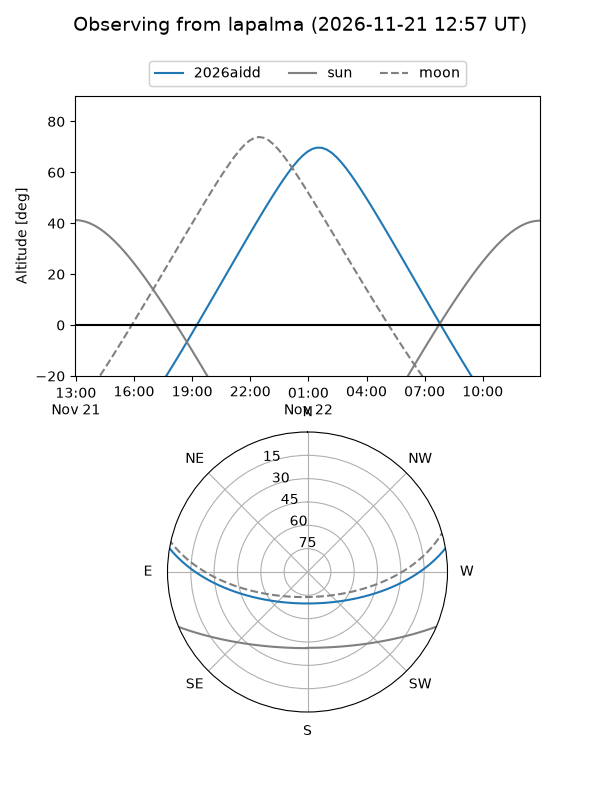 Observing from lapalma (2026-11-21 12:57 UT)
2026aidd sun moon
Altitude [deg]
80
60
40
20
0
−20
13:00 16:00 19:00 22:00 01:00 04:00 07:00 10:00
Nov 21 Nov 22
N
NE NW
15
30
45
60
75
E W
SE SW
S